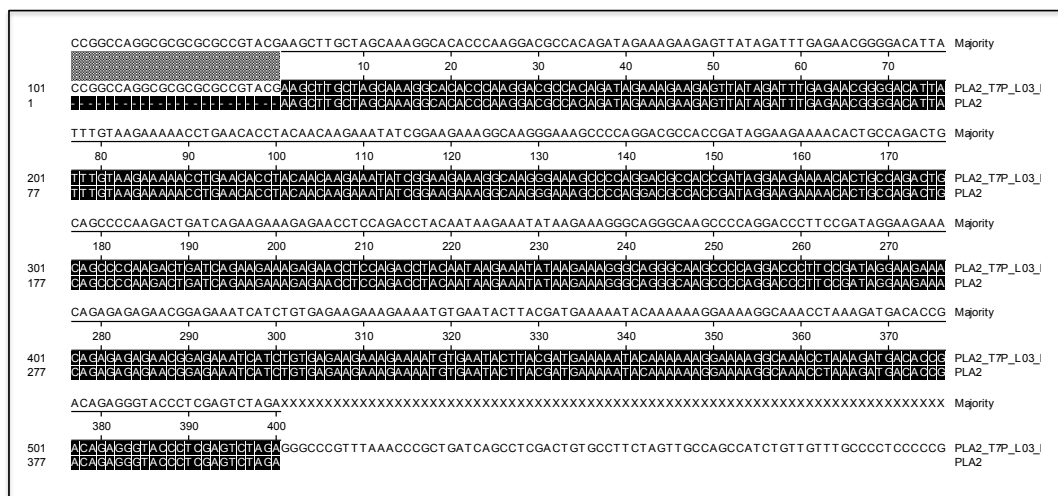 CCGGCCAGGCGCGCGCGCCGTACGAAGCTTGCTAGCAAAGGCACACCCAAGGACGCCACAGATAGAAAGAAGAGTTATAGATTTGAGAACGGGGACATTA Majority
10 20 30 40 50 60 70
101 CCGGCCAGGCGCGCGCGCCGTACGAAGCTTGCTAGCAAAGGCACACCCAAGGACGCCACAGATAGAAAGAAGAGTTATAGATTTGAGAACGGGGACATTA PLA2_T7P_L03_
1 ------------------------AAGCTTGCTAGCAAAGGCACACCCAAGGACGCCACAGATAGAAAGAAGAGTTATAGATTTGAGAACGGGGACATTA PLA2
TTTGTAAGAAAAACCTGAACACCTACAACAAGAAATATCGGAAGAAAGGCAAGGGAAAGCCCCAGGACGCCACCGATAGGAAGAAAACACTGCCAGACTG Majority
80 90 100 110 120 130 140 150 160 170
201 TTTGTAAGAAAAACCTGAACACCTACAACAAGAAATATCGGAAGAAAGGCAAGGGAAAGCCCCAGGACGCCACCGATAGGAAGAAAACACTGCCAGACTG PLA2_T7P_L03_
77 TTTGTAAGAAAAACCTGAACACCTACAACAAGAAATATCGGAAGAAAGGCAAGGGAAAGCCCCAGGACGCCACCGATAGGAAGAAAACACTGCCAGACTG PLA2
CAGCCCCAAGACTGATCAGAAGAAAGAGAACCTCCAGACCTACAATAAGAAATATAAGAAAGGGCAGGGCAAGCCCCAGGACCCTTCCGATAGGAAGAAA Majority
180 190 200 210 220 230 240 250 260 270
301 CAGCCCCAAGACTGATCAGAAGAAAGAGAACCTCCAGACCTACAATAAGAAATATAAGAAAGGGCAGGGCAAGCCCCAGGACCCTTCCGATAGGAAGAAA PLA2_T7P_L03_
177 CAGCCCCAAGACTGATCAGAAGAAAGAGAACCTCCAGACCTACAATAAGAAATATAAGAAAGGGCAGGGCAAGCCCCAGGACCCTTCCGATAGGAAGAAA PLA2
CAGAGAGAGAACGGAGAAATCATCTGTGAGAAGAAAGAAAATGTGAATACTTACGATGAAAAATACAAAAAAGGAAAAGGCAAACCTAAAGATGACACCG Majority
280 290 300 310 320 330 340 350 360 370
401 CAGAGAGAGAACGGAGAAATCATCTGTGAGAAGAAAGAAAATGTGAATACTTACGATGAAAAATACAAAAAAGGAAAAGGCAAACCTAAAGATGACACCG PLA2_T7P_L03_
277 CAGAGAGAGAACGGAGAAATCATCTGTGAGAAGAAAGAAAATGTGAATACTTACGATGAAAAATACAAAAAAGGAAAAGGCAAACCTAAAGATGACACCG PLA2
ACAGAGGGTACCCTCGAGTCTAGAXXXXXXXXXXXXXXXXXXXXXXXXXXXXXXXXXXXXXXXXXXXXXXXXXXXXXXXXXXXXXXXXXXXXXXXXXXXX Majority
380 390 400
501 ACAGAGGGTACCCTCGAGTCTAGAGGGCCCGTTTAAACCCGCTGATCAGCCTCGACTGTGCCTTCTAGTTGCCAGCCATCTGTTGTTTGCCCCTCCCCCG PLA2_T7P_L03_
377 ACAGAGGGTACCCTCGAGTCTAGA PLA2